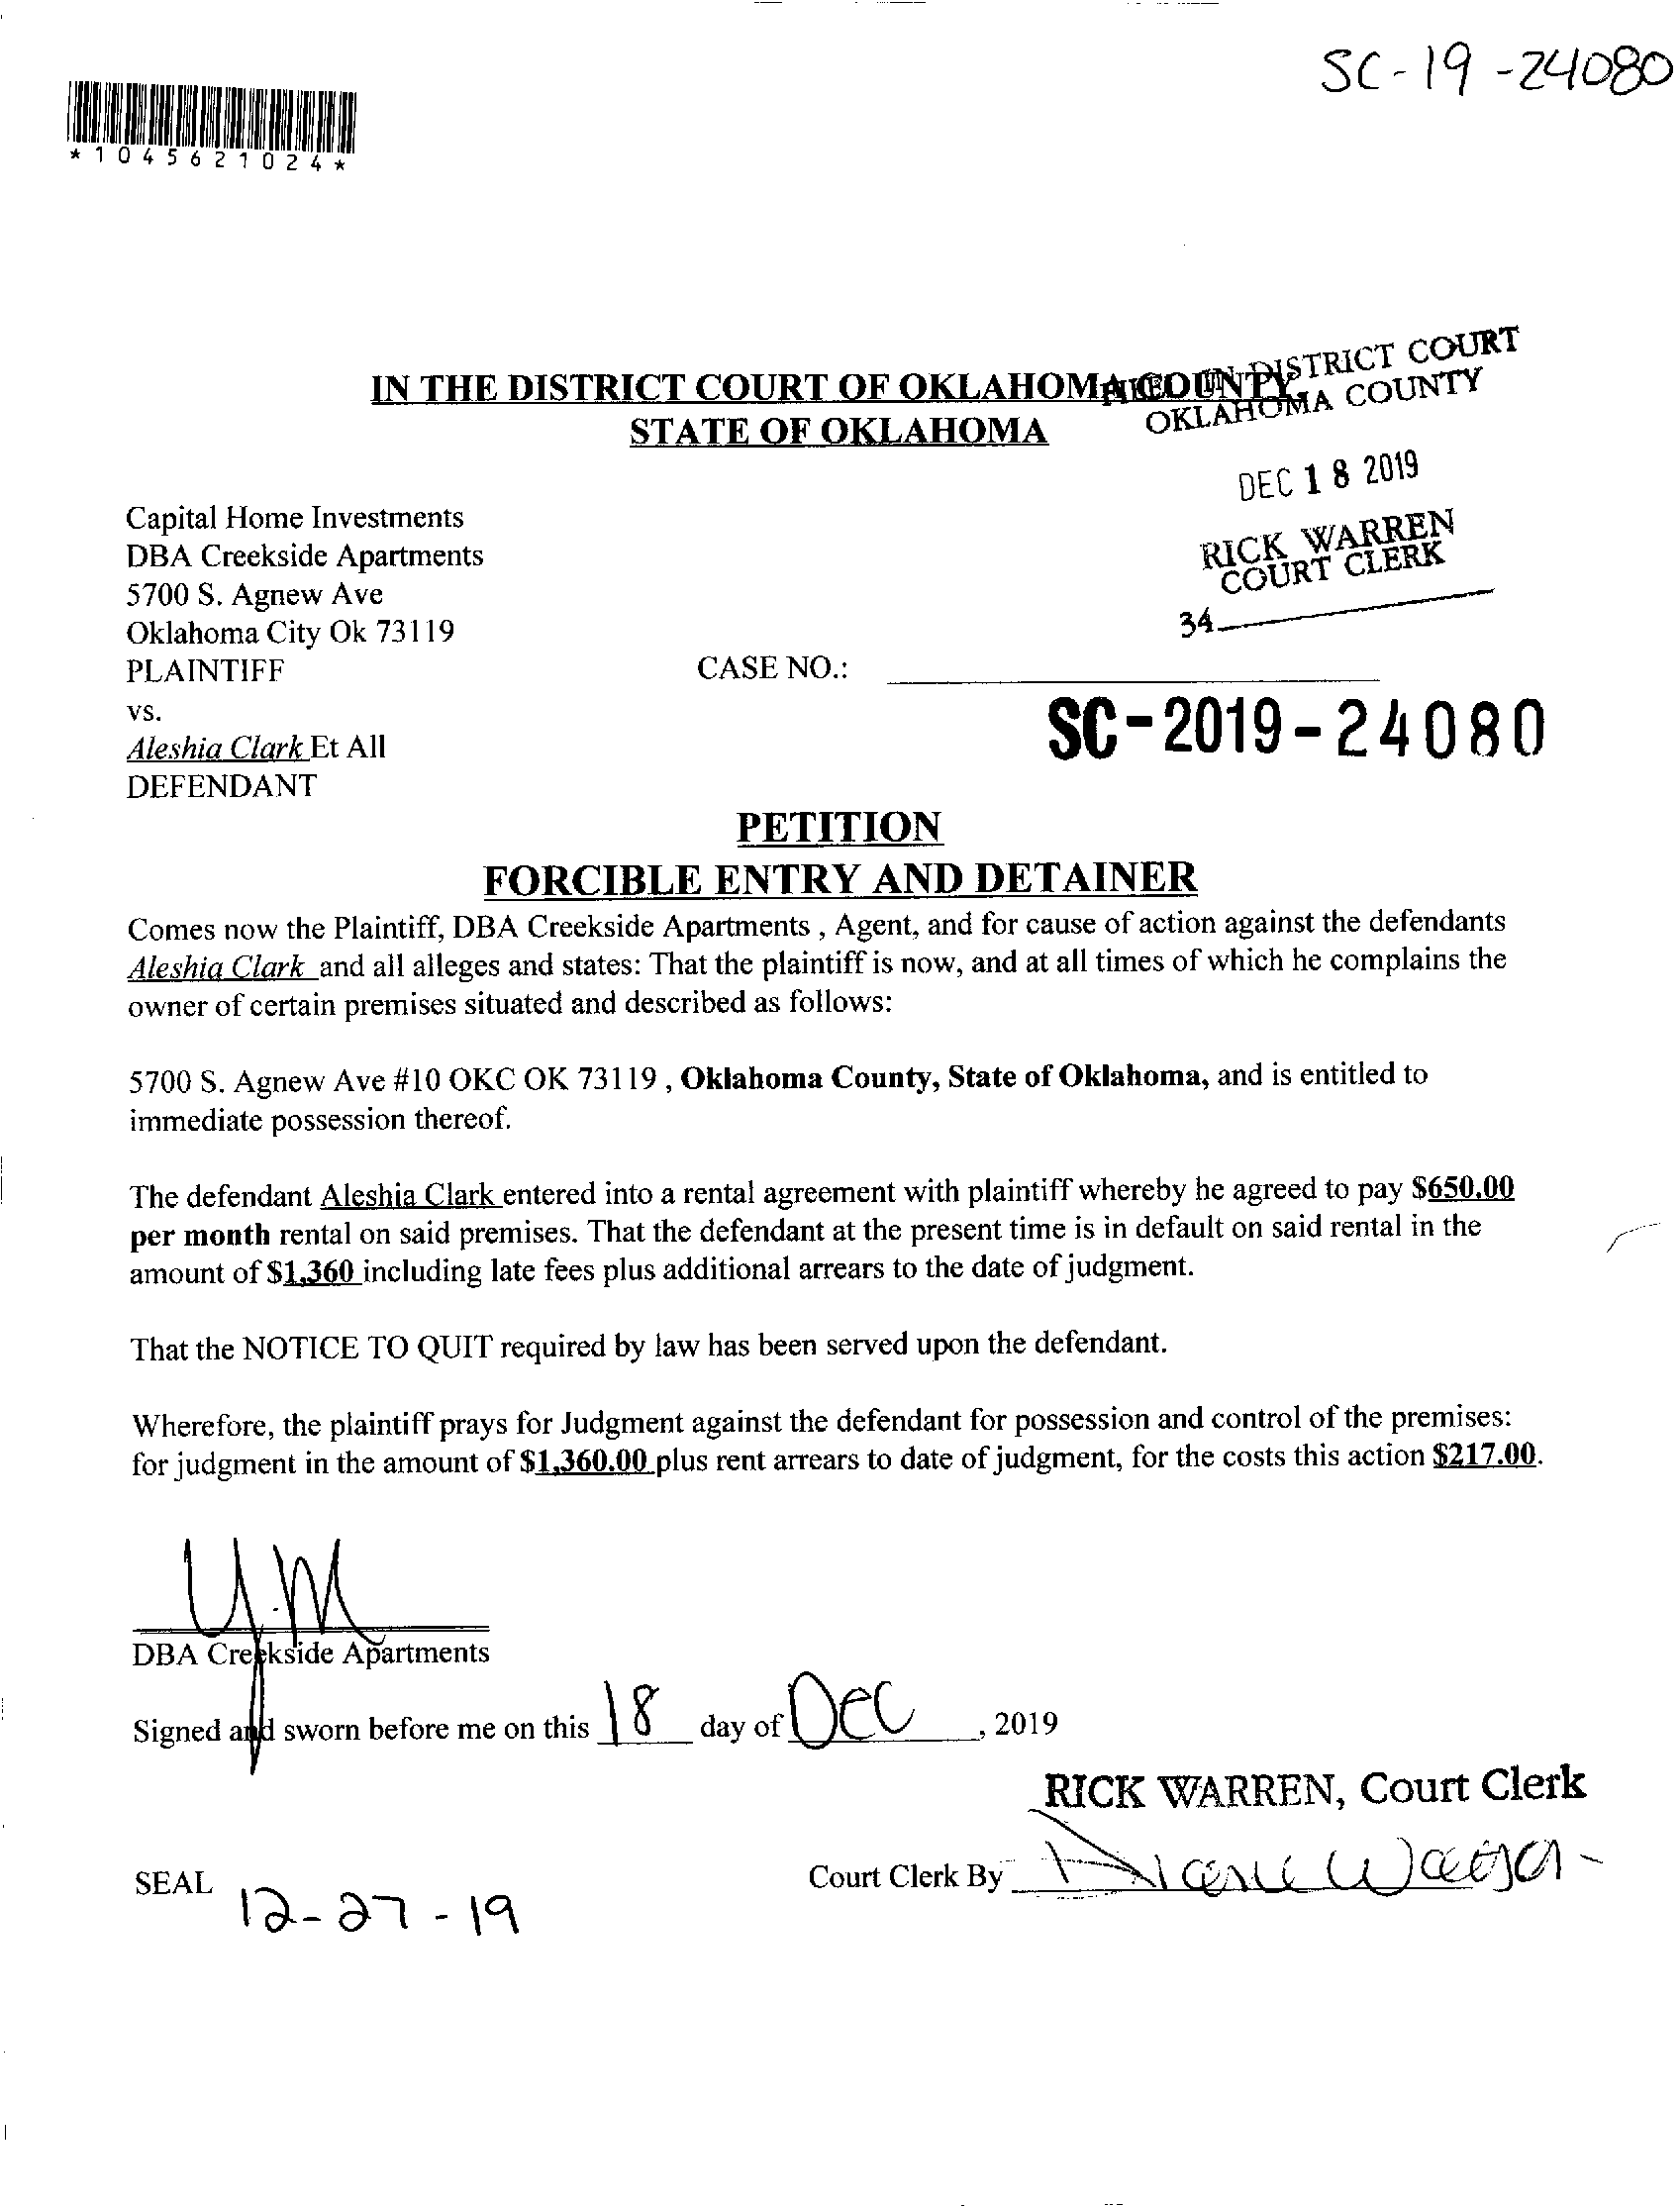 SC-19-24080
*1045621024*
IN THE DISTRICT COURT OF OKLAHOMA COUNTY
STATE OF OKLAHOMA
FILED IN DISTRICT COURT
OKLAHOMA COUNTY
DEC 18 2019
RICK WARREN
COURT CLERK
34
Capital Home Investments
DBA Creekside Apartments
5700 S. Agnew Ave
Oklahoma City Ok 73119
PLAINTIFF
CASE NO.:
vs.
SC-2019-24080
Aleshia Clark Et All
DEFENDANT
PETITION
FORCIBLE ENTRY AND DETAINER
Comes now the Plaintiff, DBA Creekside Apartments , Agent, and for cause of action against the defendants
Aleshia Clark and all alleges and states: That the plaintiff is now, and at all times of which he complains the
owner of certain premises situated and described as follows:
5700 S. Agnew Ave #10 OKC OK 73119 , Oklahoma County, State of Oklahoma, and is entitled to
immediate possession thereof.
The defendant Aleshia Clark entered into a rental agreement with plaintiff whereby he agreed to pay $650.00
per month rental on said premises. That the defendant at the present time is in default on said rental in the
amount of $1,360 including late fees plus additional arrears to the date of judgment.
That the NOTICE TO QUIT required by law has been served upon the defendant.
Wherefore, the plaintiff prays for Judgment against the defendant for possession and control of the premises:
for judgment in the amount of $1,360.00 plus rent arrears to date of judgment, for the costs this action $217.00.
DBA Creekside Apartments
Signed and sworn before me on this 18 day of Dec, 2019
RICK WARREN, Court Clerk
SEAL
Court Clerk By
12-27-19